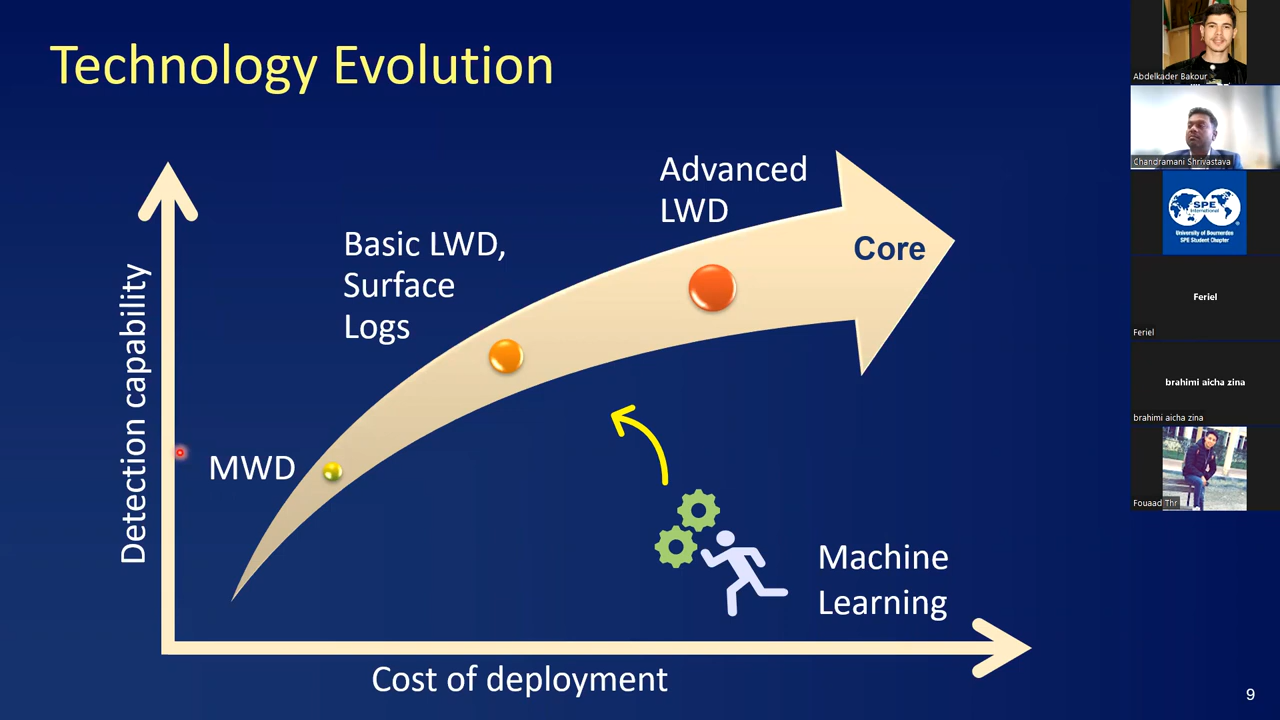 Technology Evolution
Detection capability
MWD
Basic LWD,
Surface
Logs
Advanced
LWD
Core
Machine
Learning
Cost of deployment
9
Abdelkader Bakour
Chandramani Shrivastava
SPE
International
University of Boumerdes
SPE Student Chapter
Feriel
Feriel
brahimi aicha zina
brahimi aicha zina
Fouaad Thr